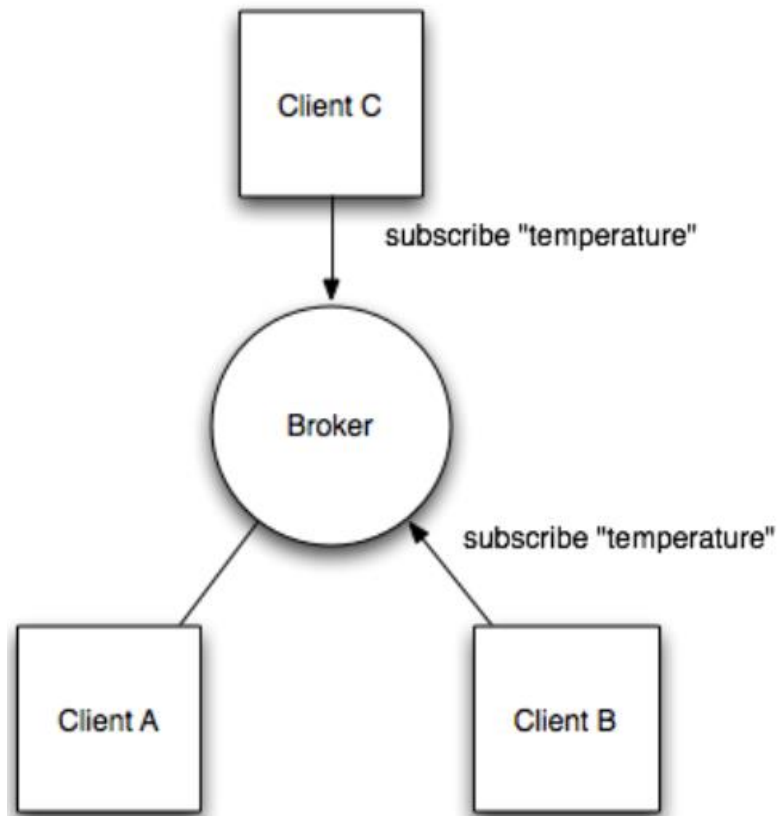 Client C
subscribe "temperature"
Broker
subscribe "temperature"
Client A
Client B